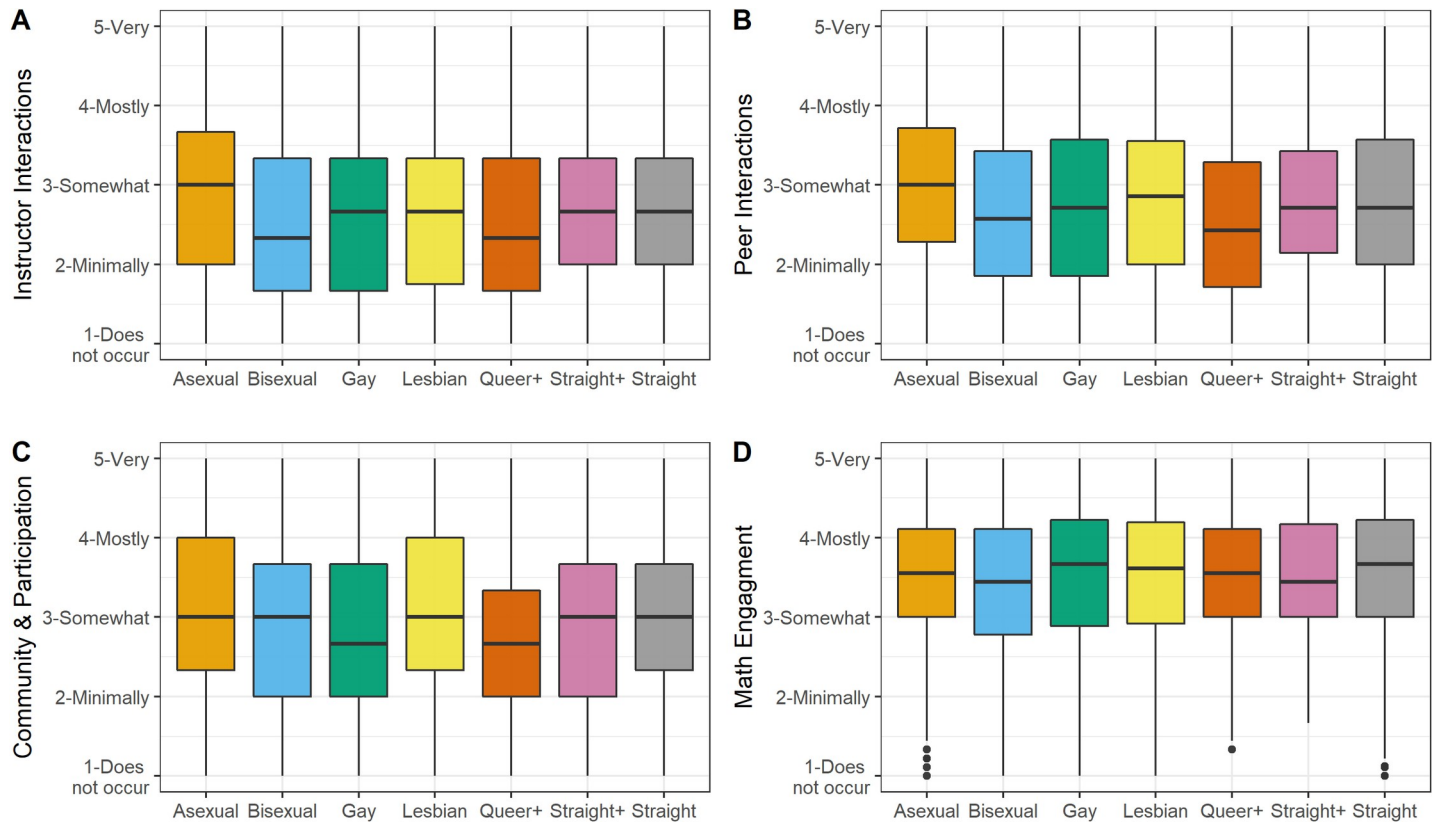 A
Instructor Interactions
5-Very
4-Mostly
3-Somewhat
2-Minimally
1-Does
not occur
Asexual Bisexual Gay Lesbian Queer+ Straight+ Straight
B
Peer Interactions
5-Very
4-Mostly
3-Somewhat
2-Minimally
1-Does
not occur
Asexual Bisexual Gay Lesbian Queer+ Straight+ Straight
C
Community & Participation
5-Very
4-Mostly
3-Somewhat
2-Minimally
1-Does
not occur
Asexual Bisexual Gay Lesbian Queer+ Straight+ Straight
D
Math Engagment
5-Very
4-Mostly
3-Somewhat
2-Minimally
1-Does
not occur
Asexual Bisexual Gay Lesbian Queer+ Straight+ Straight